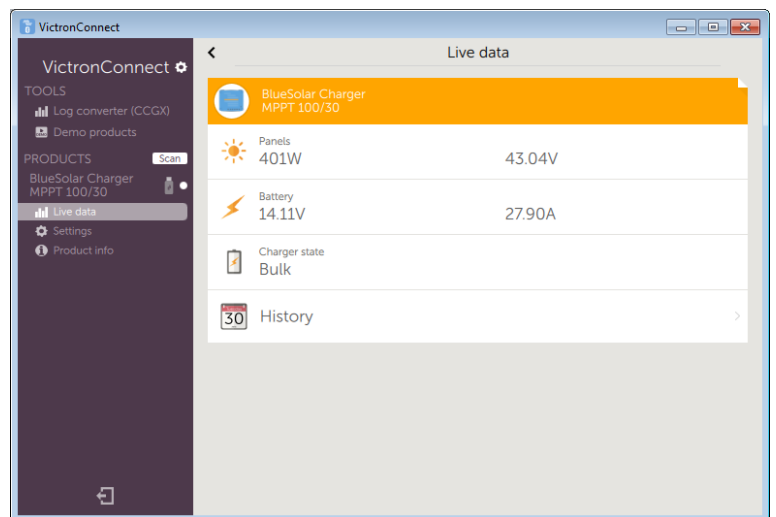 VictronConnect
VictronConnect
TOOLS
Log converter (CCGX)
Demo products
PRODUCTS
Scan
BlueSolar Charger
MPPT 100/30
Live data
Settings
Product info
Live data
BlueSolar Charger
MPPT 100/30
Panels
401W 43.04V
Battery
14.11V 27.90A
Charger state
Bulk
30
History